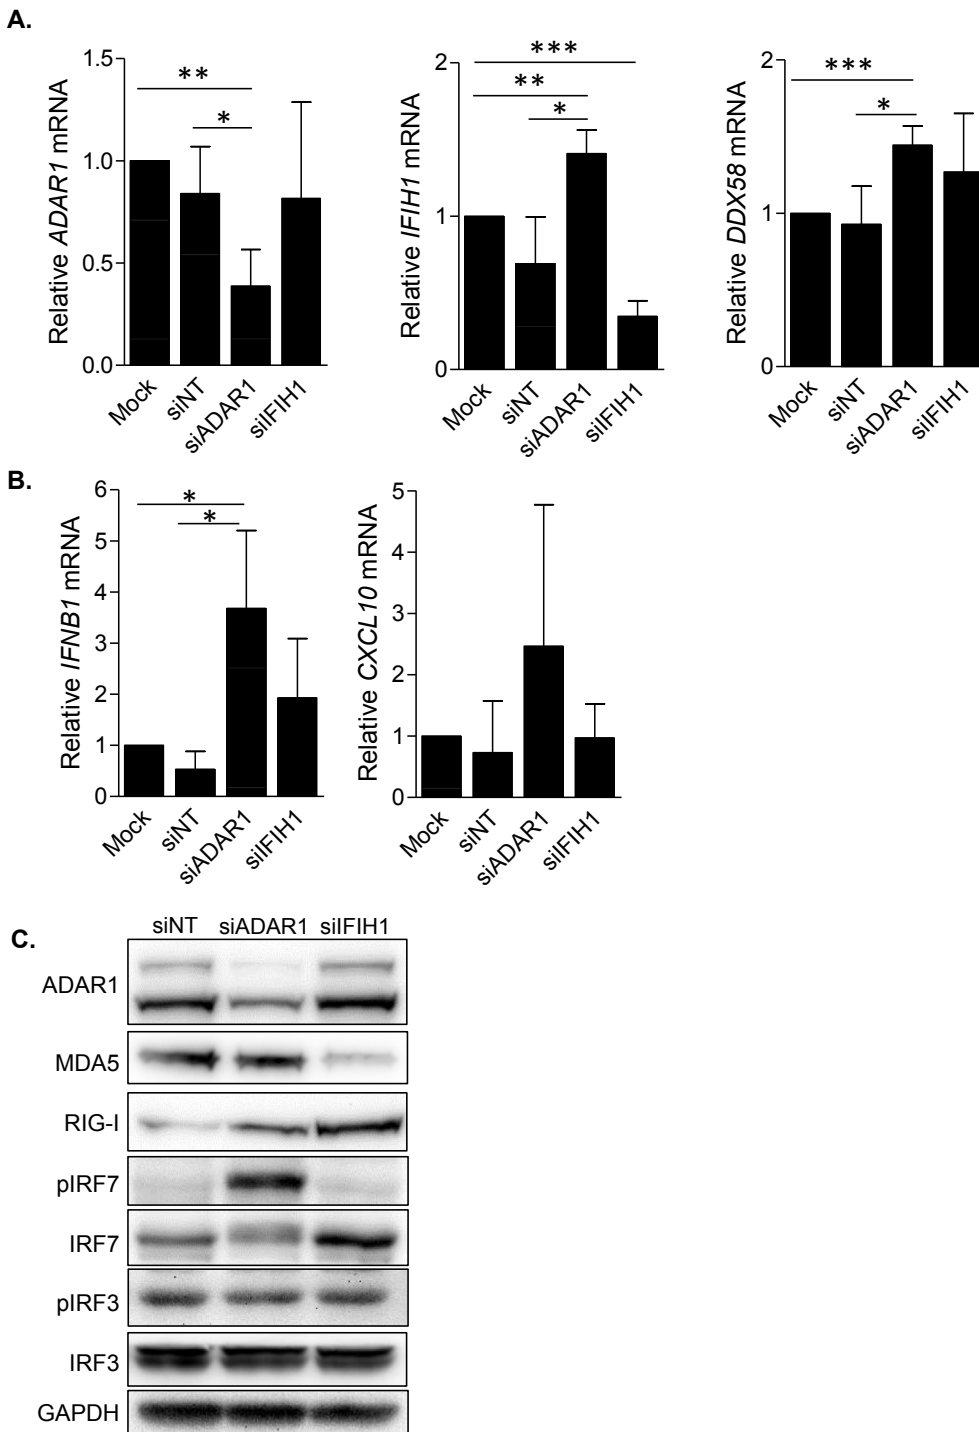 A.
Relative ADAR1 mRNA
1.5
1.0
0.5
0.0
**
*
Mock
siNT
siADAR1
siIFIH1
Relative IFIH1 mRNA
2
1
0
***
**
*
Mock
siNT
siADAR1
siIFIH1
Relative DDX58 mRNA
2
1
0
***
*
Mock
siNT
siADAR1
siIFIH1
B.
Relative IFNB1 mRNA
6
5
4
3
2
1
0
*
*
Mock
siNT
siADAR1
siIFIH1
Relative CXCL10 mRNA
5
4
3
2
1
0
Mock
siNT
siADAR1
siIFIH1
C.
siNT siADAR1 siIFIH1
ADAR1
MDA5
RIG-I
pIRF7
IRF7
pIRF3
IRF3
GAPDH